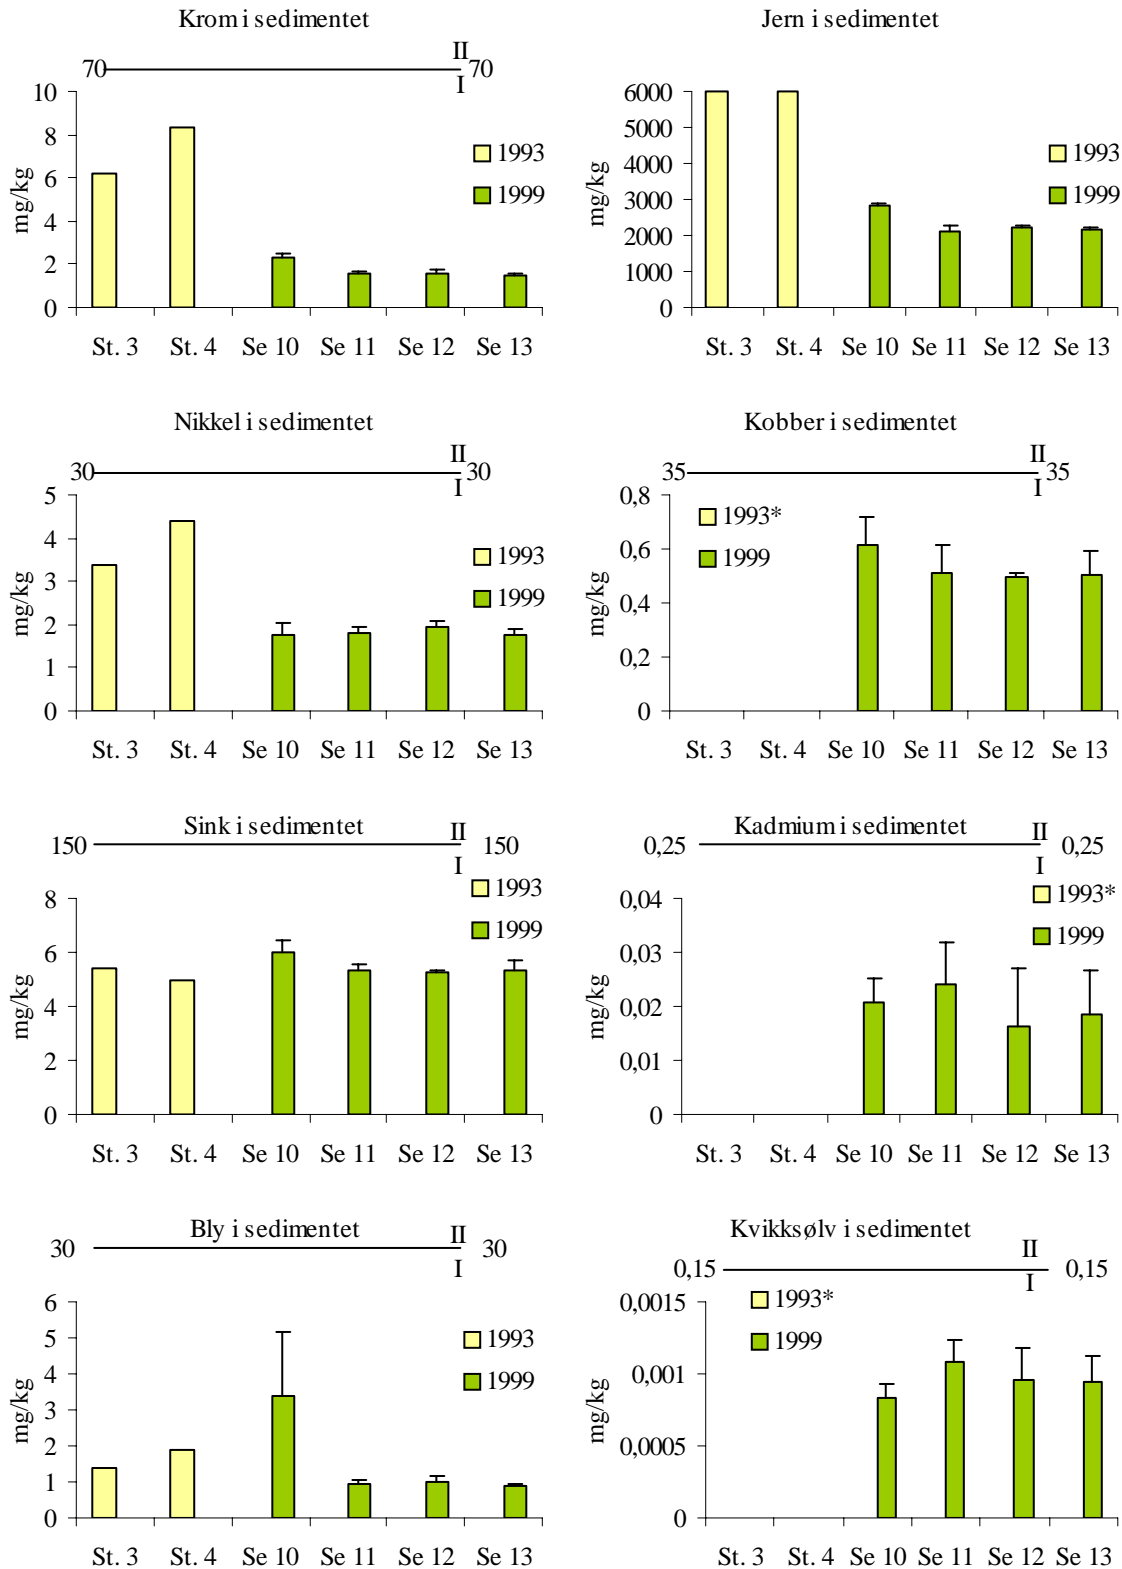 Krom i sedimentet
II
70 70
I
10
8
6
4
2
0
mg/kg
1993
1999
St. 3 St. 4 Se 10 Se 11 Se 12 Se 13
Jern i sedimentet
6000
5000
4000
3000
2000
1000
0
mg/kg
1993
1999
St. 3 St. 4 Se 10 Se 11 Se 12 Se 13
Nikkel i sedimentet
II
30 30
I
5
4
3
2
1
0
mg/kg
1993
1999
St. 3 St. 4 Se 10 Se 11 Se 12 Se 13
Kobber i sedimentet
II
35 35
I
0,8
0,6
0,4
0,2
0
mg/kg
1993*
1999
St. 3 St. 4 Se 10 Se 11 Se 12 Se 13
Sink i sedimentet
II
150 150
I
8
6
4
2
0
mg/kg
1993
1999
St. 3 St. 4 Se 10 Se 11 Se 12 Se 13
Kadmium i sedimentet
II
0,25 0,25
I
0,04
0,03
0,02
0,01
0
mg/kg
1993*
1999
St. 3 St. 4 Se 10 Se 11 Se 12 Se 13
Bly i sedimentet
II
30 30
I
6
5
4
3
2
1
0
mg/kg
1993
1999
St. 3 St. 4 Se 10 Se 11 Se 12 Se 13
Kvikksølv i sedimentet
II
0,15 0,15
I
0,0015
0,001
0,0005
0
mg/kg
1993*
1999
St. 3 St. 4 Se 10 Se 11 Se 12 Se 13